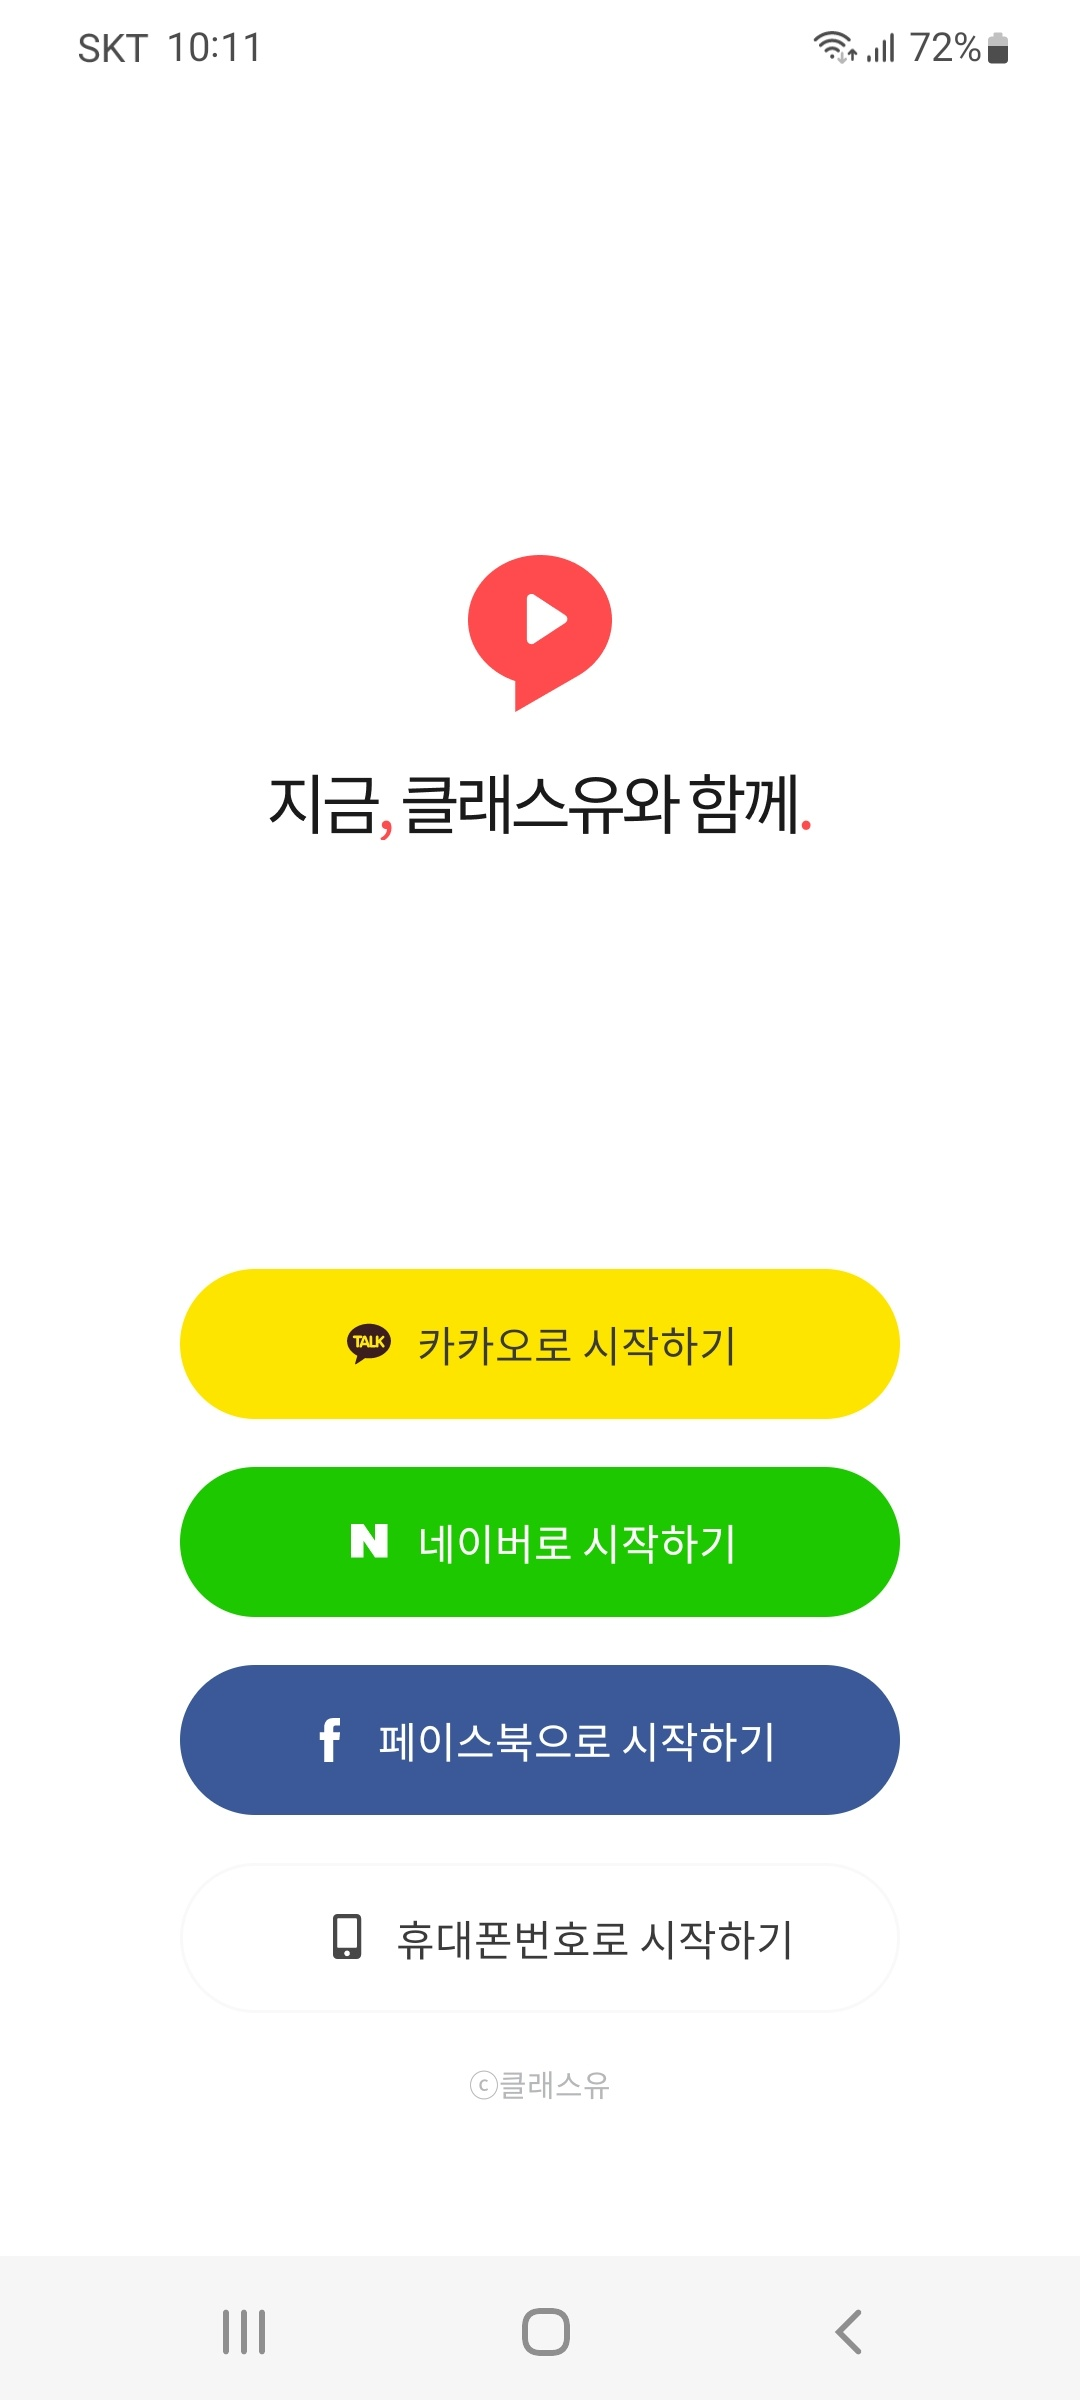 SKT 10:11 72%
지금, 클래스유와 함께.
TALK 카카오로 시작하기
N 네이버로 시작하기
f 페이스북으로 시작하기
휴대폰번호로 시작하기
ⓒ클래스유